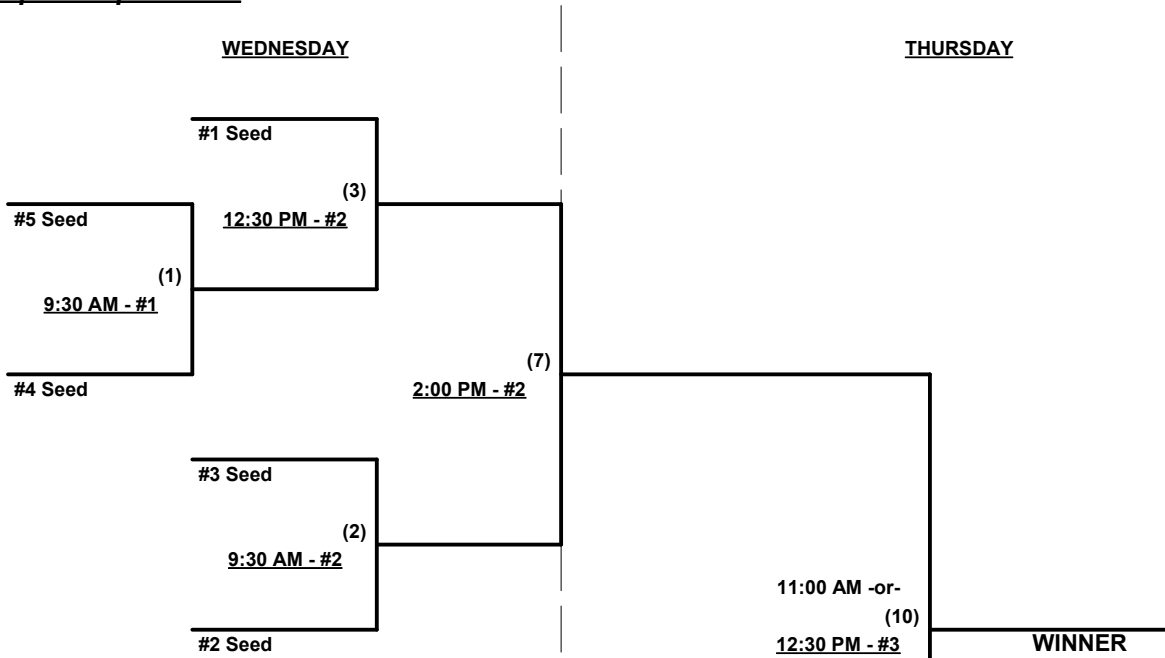 WEDNESDAY
THURSDAY
#1 Seed
(3)
#5 Seed
12:30 PM - #2
(1)
9:30 AM - #1
(7)
#4 Seed
2:00 PM - #2
#3 Seed
(2)
9:30 AM - #2
11:00 AM -or-
(10)
#2 Seed
12:30 PM - #3
WINNER